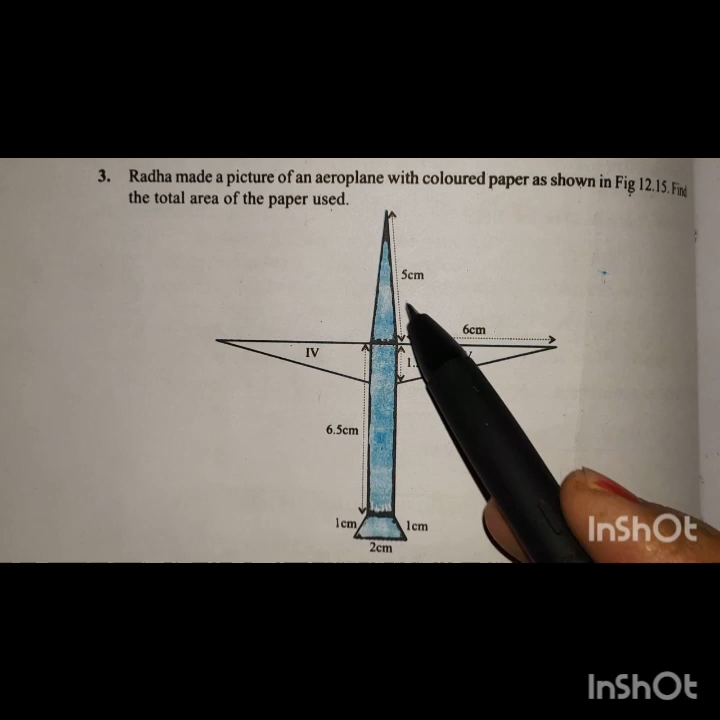 3. Radha made a picture of an aeroplane with coloured paper as shown in Fig 12.15. Find
the total area of the paper used.
5cm
6cm
IV
1.
6.5cm
1cm
1cm
2cm
InShOt
InShOt